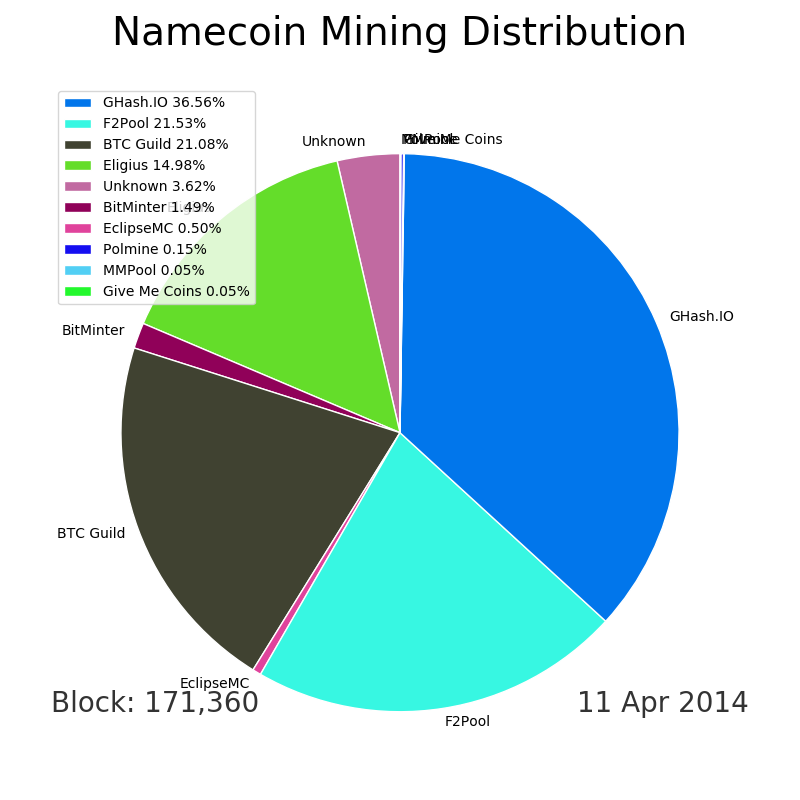 Namecoin Mining Distribution
GHash.IO 36.56%
F2Pool 21.53%
BTC Guild 21.08%
Eligius 14.98%
Unknown 3.62%
BitMinter 1.49%
EclipseMC 0.50%
Polmine 0.15%
MMPool 0.05%
Give Me Coins 0.05%
Unknown
Me Coins
GHash.IO
BitMinter
BTC Guild
EclipseMC
F2Pool
Block: 171,360
11 Apr 2014